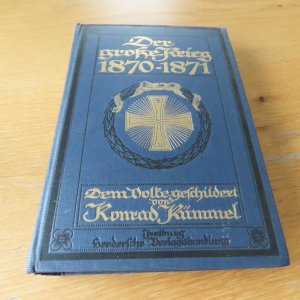 Der
große Krieg
1870-1871
Dem Volke geschildert
von
Konrad Kümmel
Freiburg
Herdersche Verlagshandlung